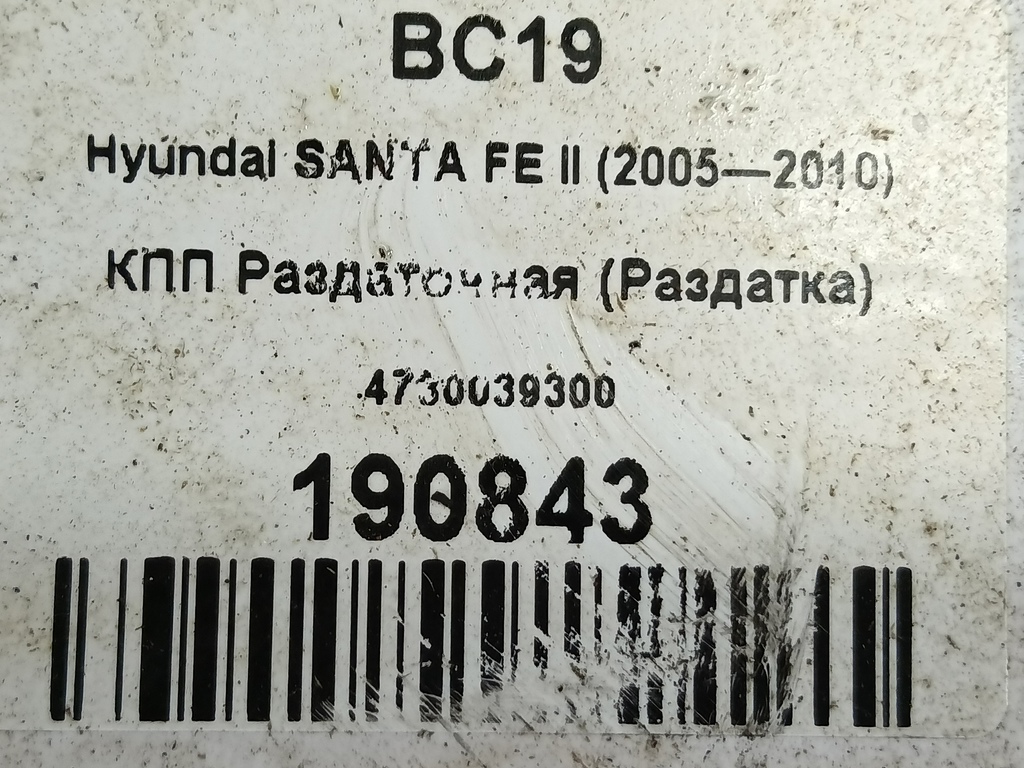 BC19
Hyundai SANTA FE II (2005—2010)
КПП Раздаточная (Раздатка)
4730039300
190843